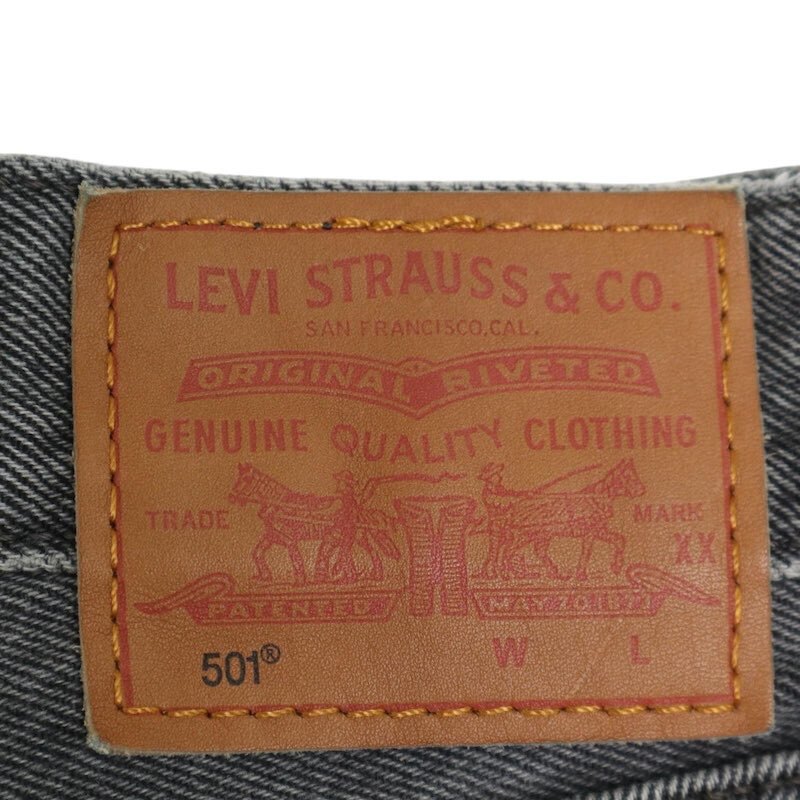 LEVI STRAUSS & CO.
SAN FRANCISCO, CAL.
ORIGINAL RIVETED
GENUINE QUALITY CLOTHING
TRADE MARK
XX
PATENTED MAY 20 1873
501® W L